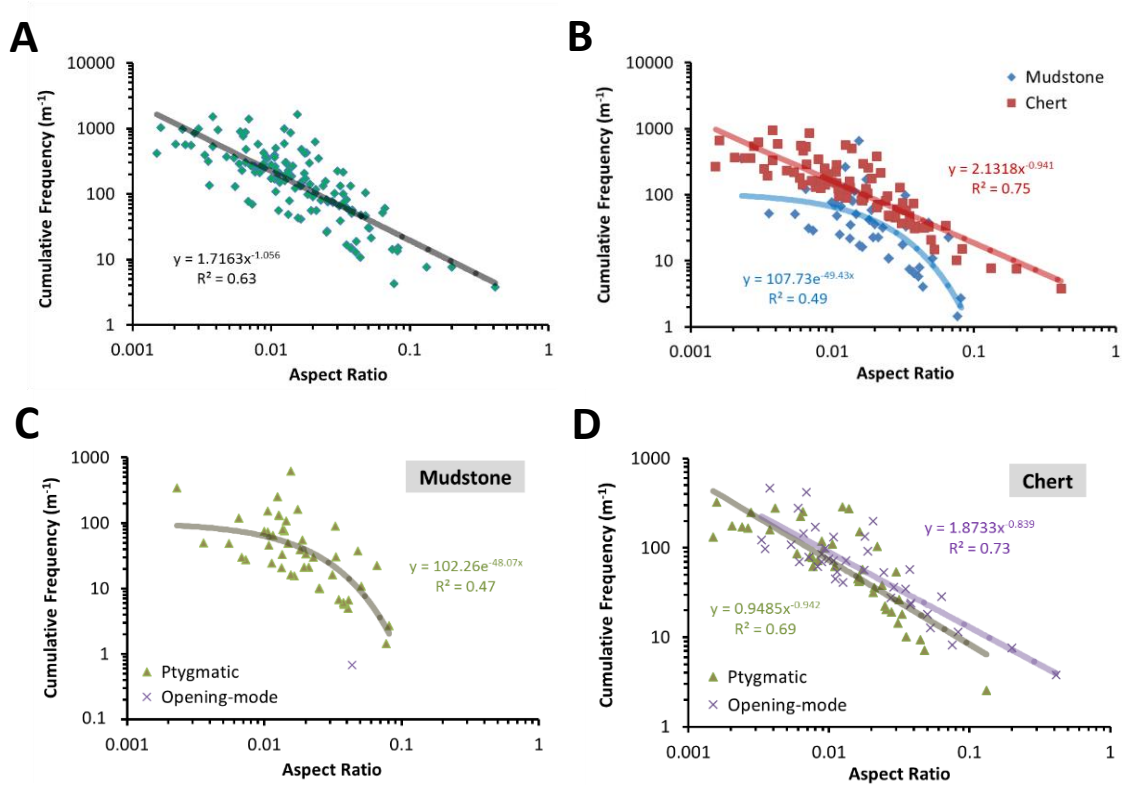 A
10000
1000
100
10
1
0.001
0.01
0.1
1
Cumulative Frequency (m⁻¹)
Aspect Ratio
y = 1.7163x⁻¹·⁰⁵⁶
R² = 0.63
B
10000
1000
100
10
1
0.001
0.01
0.1
1
Cumulative Frequency (m⁻¹)
Aspect Ratio
Mudstone
Chert
y = 2.1318x⁻⁰·⁹⁴¹
R² = 0.75
y = 107.73e⁻⁴⁹·⁴³ˣ
R² = 0.49
C
1000
100
10
1
0.1
0.001
0.01
0.1
1
Cumulative Frequency (m⁻¹)
Aspect Ratio
Mudstone
y = 102.26e⁻⁴⁸·⁰⁷ˣ
R² = 0.47
Ptygmatic
Opening-mode
D
1000
100
10
1
0.001
0.01
0.1
1
Cumulative Frequency (m⁻¹)
Aspect Ratio
Chert
y = 1.8733x⁻⁰·⁸³⁹
R² = 0.73
y = 0.9485x⁻⁰·⁹⁴²
R² = 0.69
Ptygmatic
Opening-mode